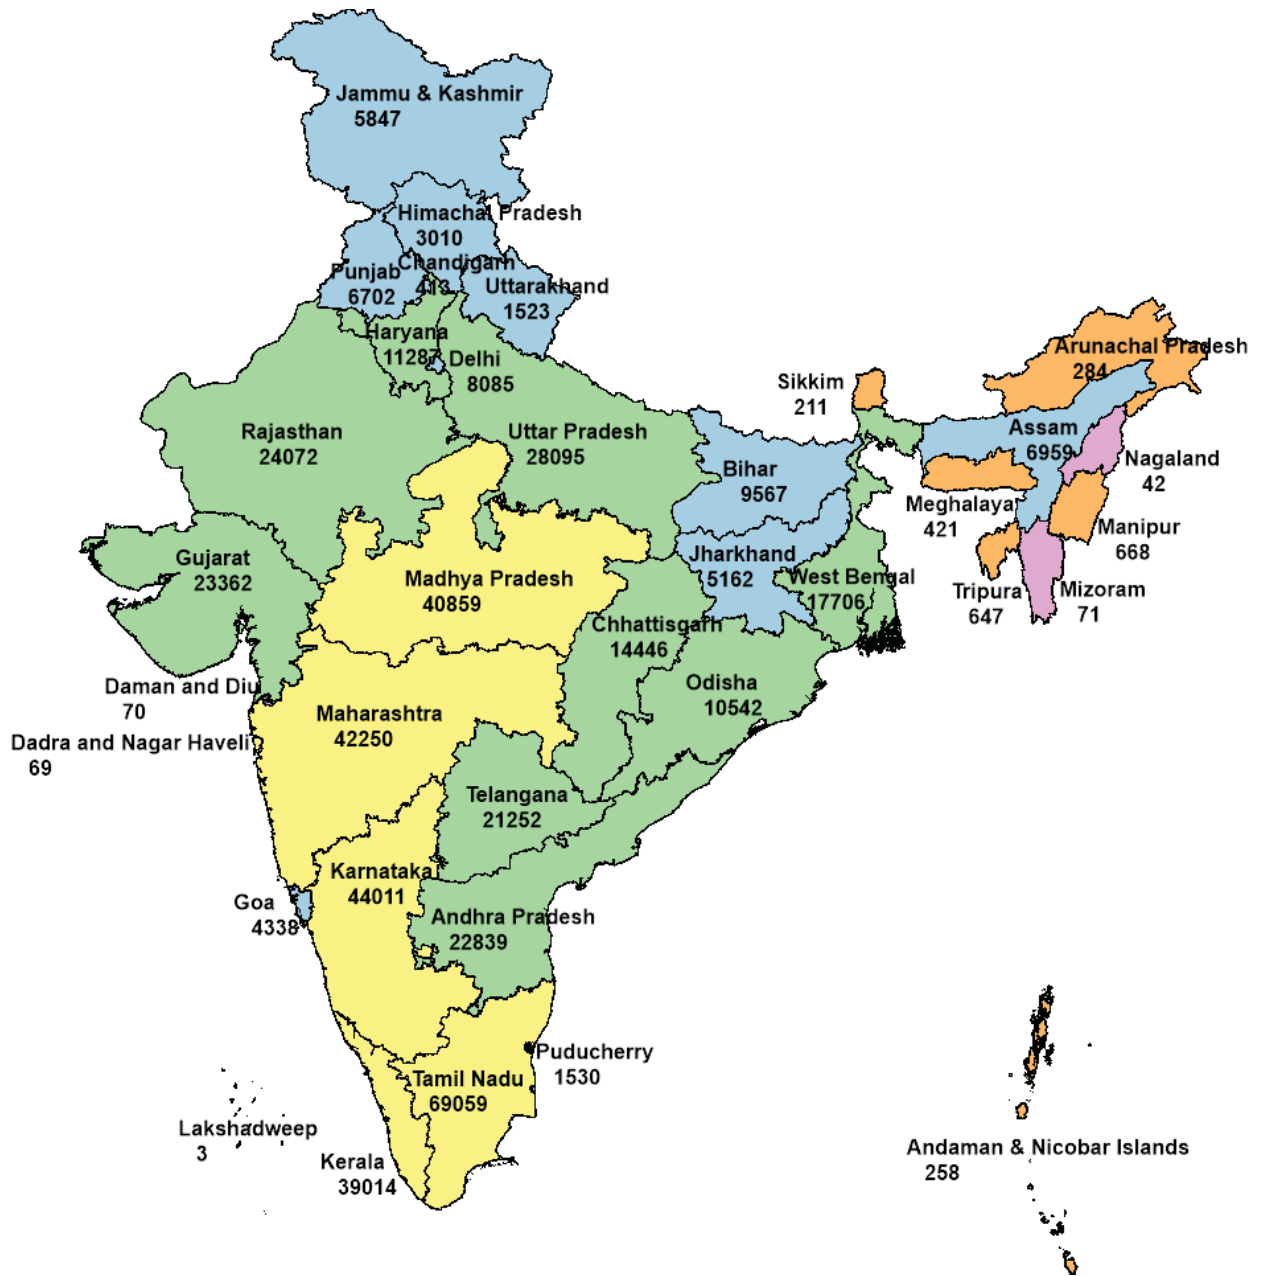 Jammu & Kashmir
5847
Himachal Pradesh
3010
Chandigarh
413
Punjab
6702
Uttarakhand
1523
Haryana
11287
Delhi
8085
Arunachal Pradesh
284
Sikkim
211
Rajasthan
24072
Uttar Pradesh
28095
Assam
6959
Bihar
9567
Nagaland
42
Meghalaya
421
Manipur
668
Jharkhand
5162
Gujarat
23362
Madhya Pradesh
40859
West Bengal
17706
Tripura
647
Mizoram
71
Chhattisgarh
14446
Odisha
10542
Daman and Diu
70
Maharashtra
42250
Dadra and Nagar Haveli
69
Telangana
21252
Karnataka
44011
Goa
4338
Andhra Pradesh
22839
Puducherry
1530
Tamil Nadu
69059
Lakshadweep
3
Kerala
39014
Andaman & Nicobar Islands
258